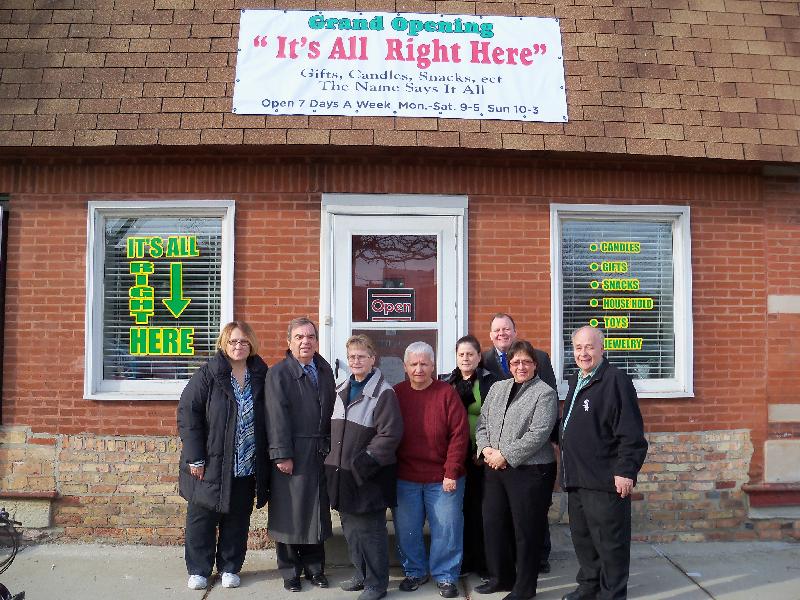 Grand Opening
“ It's All Right Here”
Gifts, Candles, Snacks, ect
The Name Says It All
Open 7 Days A Week Mon.-Sat. 9-5 Sun 10-3
IT'S ALL
RIGHT
HERE
Open
CANDLES
GIFTS
SNACKS
HOUSE HOLD
TOYS
JEWELRY